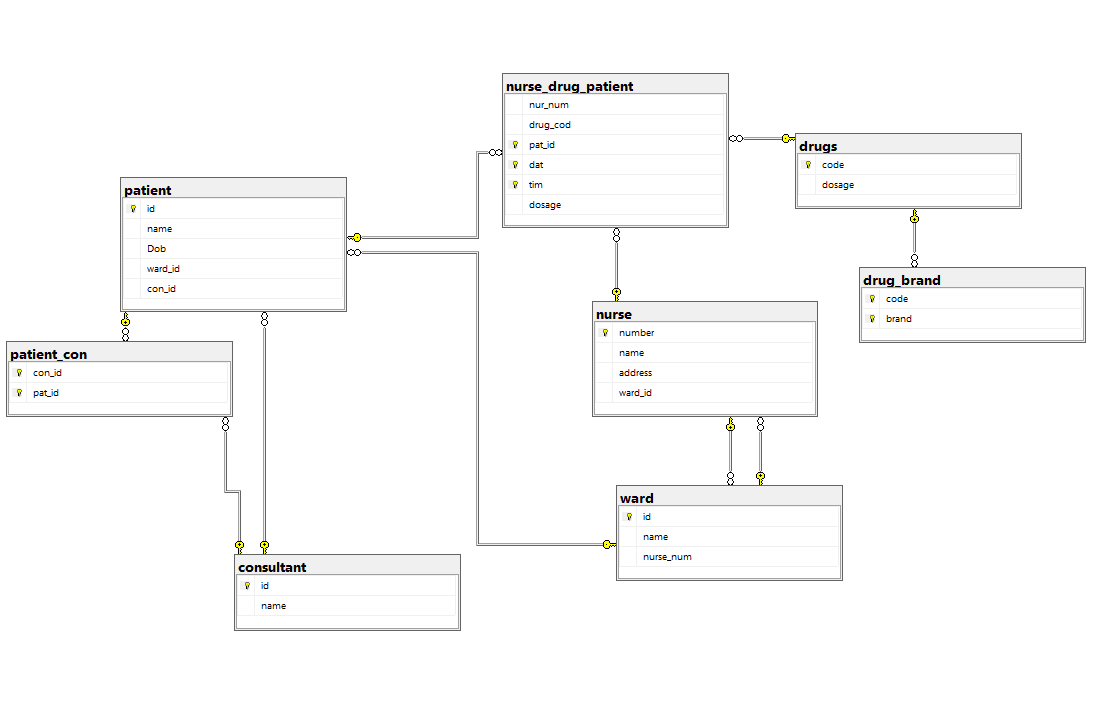 nurse_drug_patient
nur_num
drug_cod
pat_id
dat
tim
dosage
drugs
code
dosage
patient
id
name
Dob
ward_id
con_id
drug_brand
code
brand
nurse
number
name
address
ward_id
patient_con
con_id
pat_id
ward
id
name
nurse_num
consultant
id
name